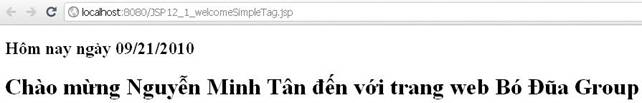 localhost:8080/JSP12_1_welcomeSimpleTag.jsp
Hôm nay ngày 09/21/2010
Chào mừng Nguyễn Minh Tân đến với trang web Bó Đũa Group